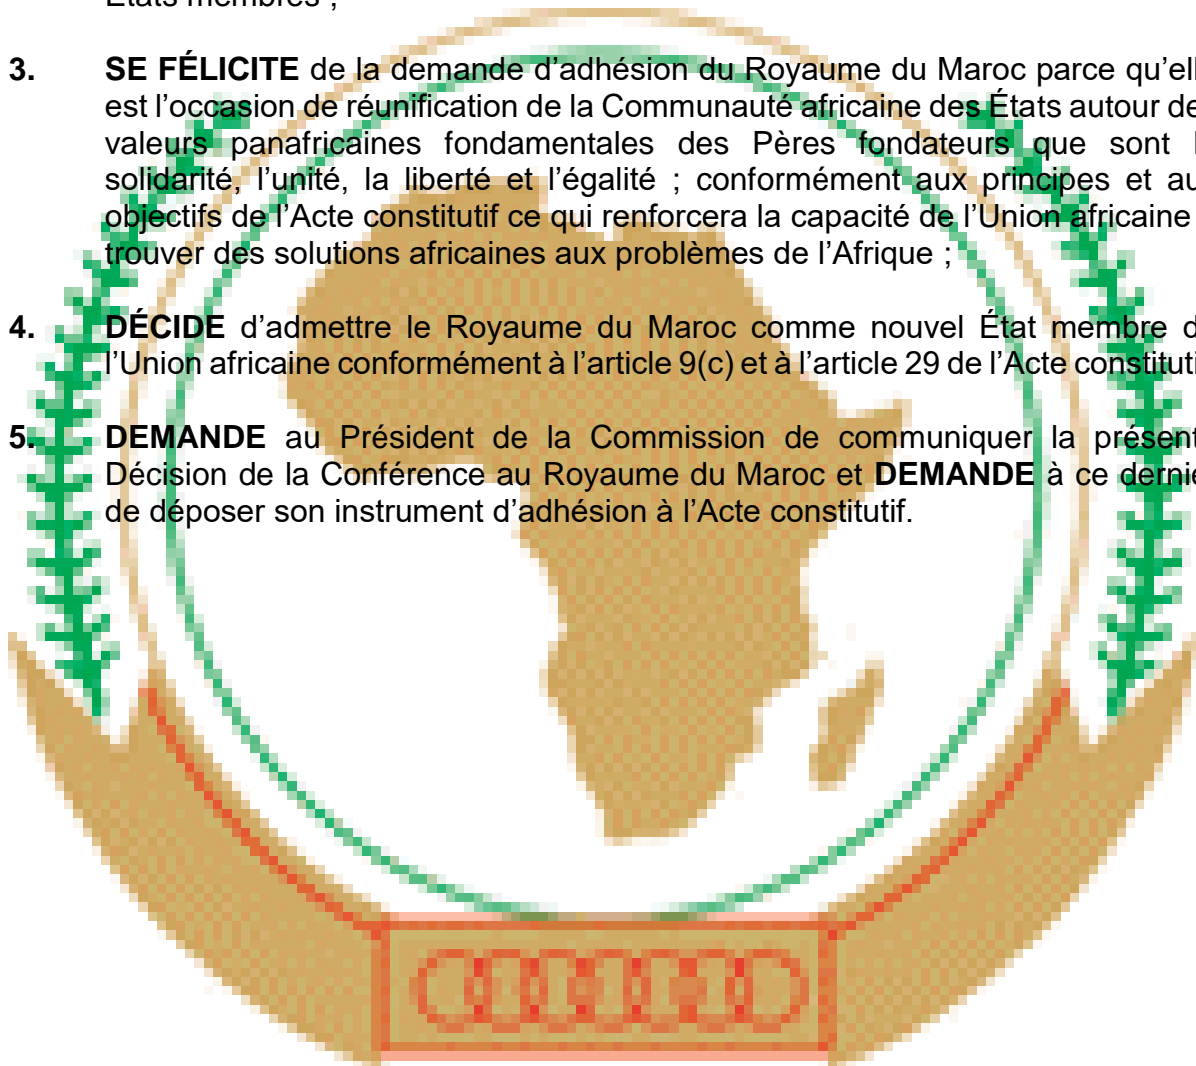 États membres ;
3. SE FÉLICITE de la demande d’adhésion du Royaume du Maroc parce qu’ell
est l’occasion de réunification de la Communauté africaine des États autour de
valeurs panafricaines fondamentales des Pères fondateurs que sont l
solidarité, l’unité, la liberté et l’égalité ; conformément aux principes et au
objectifs de l’Acte constitutif ce qui renforcera la capacité de l’Union africaine
trouver des solutions africaines aux problèmes de l’Afrique ;
4. DÉCIDE d’admettre le Royaume du Maroc comme nouvel État membre d
l’Union africaine conformément à l’article 9(c) et à l’article 29 de l’Acte constituti
5. DEMANDE au Président de la Commission de communiquer la présent
Décision de la Conférence au Royaume du Maroc et DEMANDE à ce dernie
de déposer son instrument d’adhésion à l’Acte constitutif.